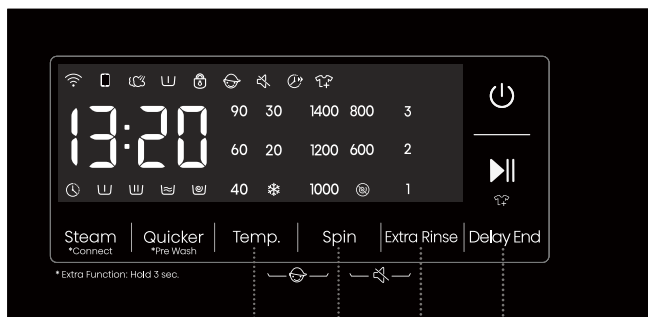 13:20
90 30 1400 800 3
60 20 1200 600 2
40 1000 1
Steam Quicker Temp. Spin Extra Rinse Delay End
*Connect *Pre Wash
*Extra Function: Hold 3 sec.